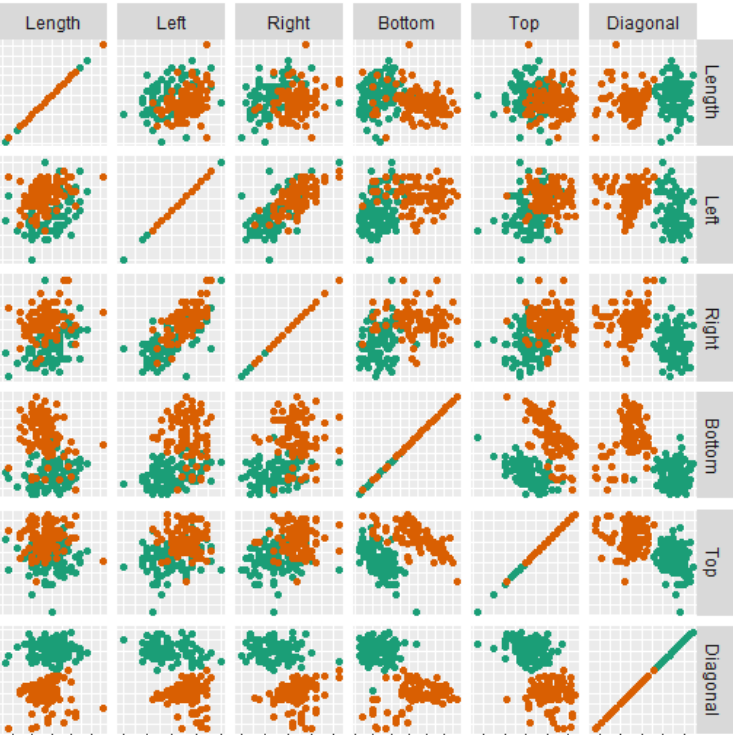 Length Left Right Bottom Top Diagonal
Length
Left
Right
Bottom
Top
Diagonal